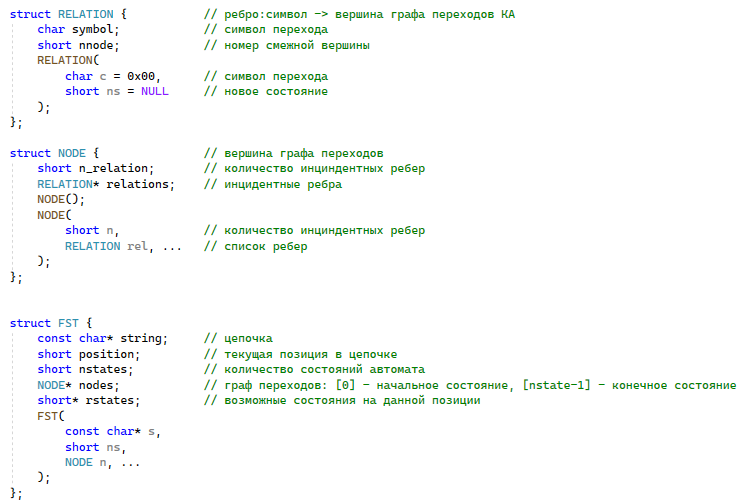 struct RELATION {           // ребро:символ -> вершина графа переходов КА
    char symbol;            // символ перехода
    short nnode;            // номер смежной вершины
    RELATION(
        char c = 0x00,      // символ перехода
        short ns = NULL     // новое состояние
    );
};

struct NODE {               // вершина графа переходов
    short n_relation;       // количество инциндентных ребер
    RELATION* relations;    // инцидентные ребра
    NODE();
    NODE(
        short n,            // количество инциндентных ребер
        RELATION rel, ...   // список ребер
    );
};

struct FST {
    const char* string;     // цепочка
    short position;         // текущая позиция в цепочке
    short nstates;          // количество состояний автомата
    NODE* nodes;            // граф переходов: [0] - начальное состояние, [nstate-1] - конечное состояние
    short* rstates;         // возможные состояния на данной позиции
    FST(
        const char* s,
        short ns,
        NODE n, ...
    );
};